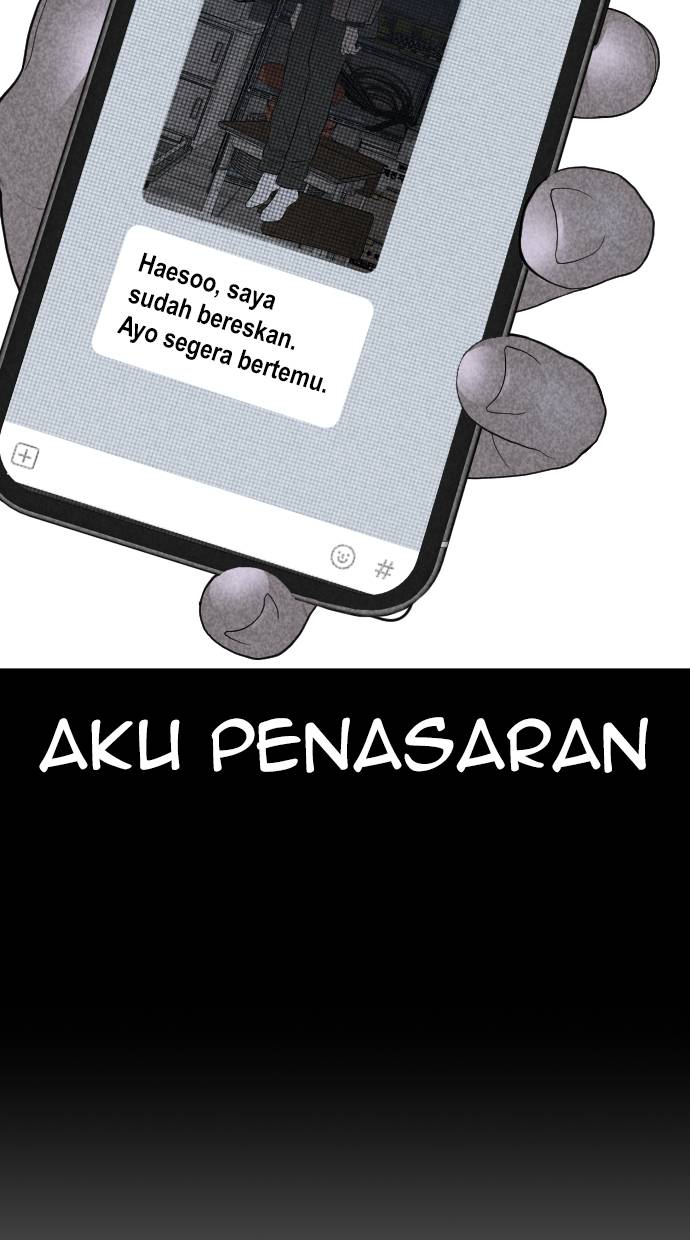 Haesoo, saya
sudah bereskan.
Ayo segera bertemu.
#
AKU PENASARAN